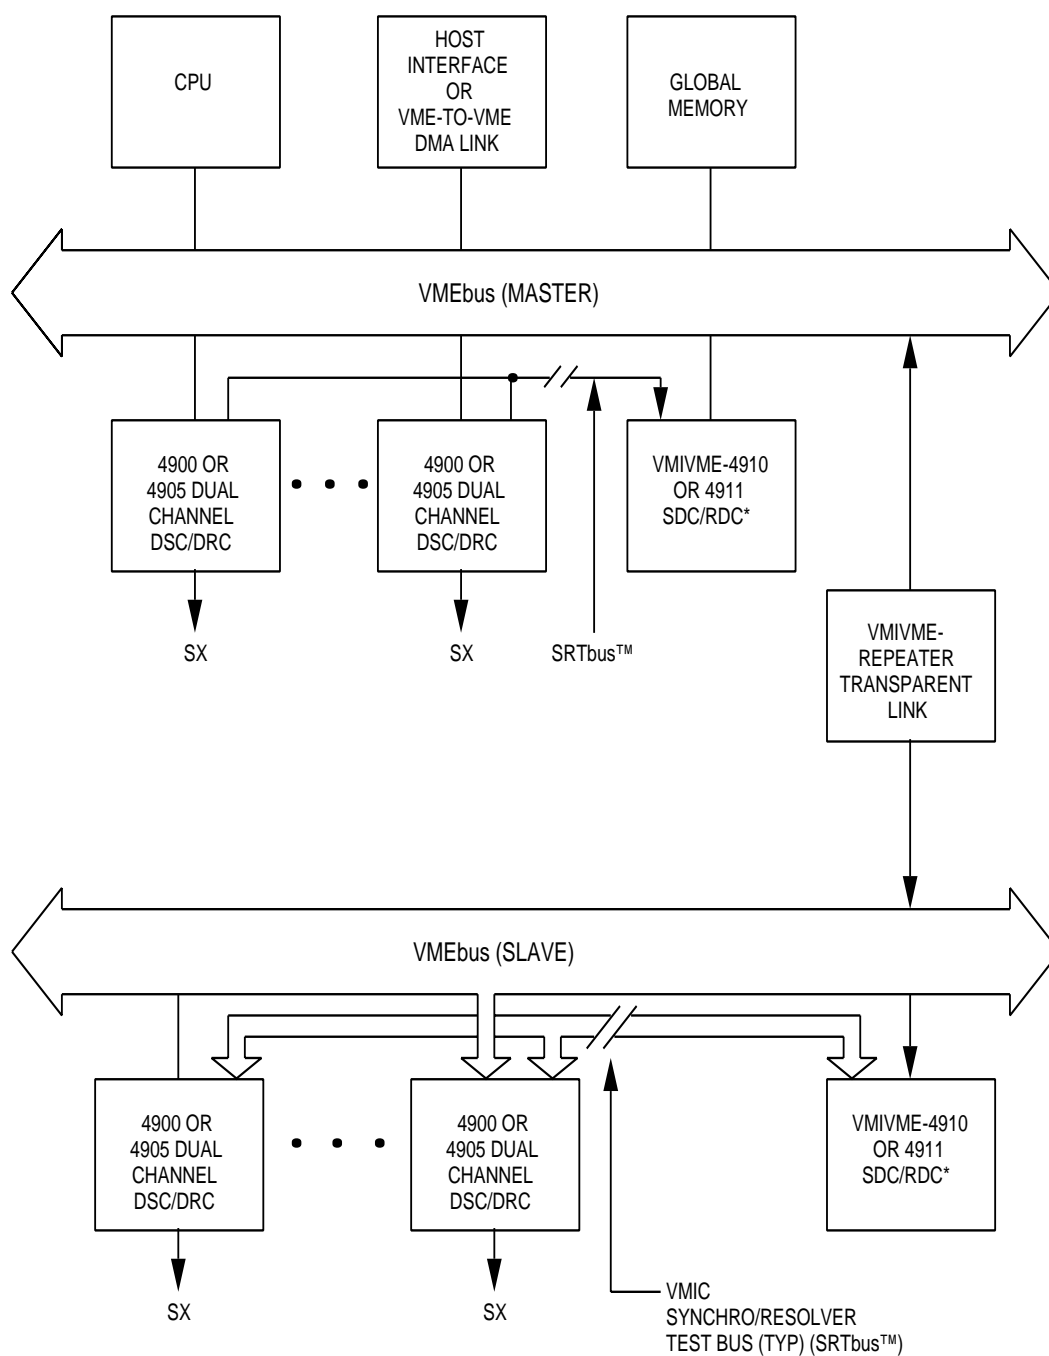 CPU
HOST
INTERFACE
OR
VME-TO-VME
DMA LINK
GLOBAL
MEMORY
VMEbus (MASTER)
4900 OR
4905 DUAL
CHANNEL
DSC/DRC
4900 OR
4905 DUAL
CHANNEL
DSC/DRC
VMIVME-4910
OR 4911
SDC/RDC*
SX
SX
SRTbus™
VMIVME-
REPEATER
TRANSPARENT
LINK
VMEbus (SLAVE)
4900 OR
4905 DUAL
CHANNEL
DSC/DRC
4900 OR
4905 DUAL
CHANNEL
DSC/DRC
VMIVME-4910
OR 4911
SDC/RDC*
SX
SX
VMIC
SYNCHRO/RESOLVER
TEST BUS (TYP) (SRTbus™)